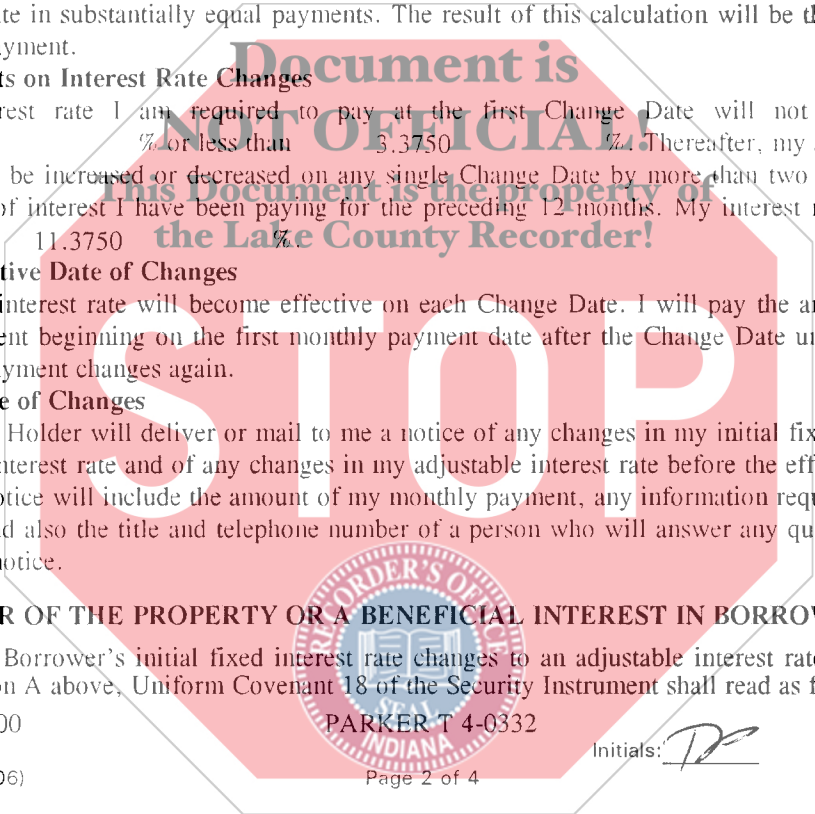 te in substantially equal payments. The result of this calculation will be th
yment.
Document is
ts on Interest Rate Changes
rest rate I am required to pay at the first Change Date will not
NOT OFFICIAL!
% or less than 3.3750 %. Thereafter, my
be increased or decreased on any single Change Date by more than two
This Document is the property of
of interest I have been paying for the preceding 12 months. My interest r
the Lake County Recorder!
11.3750 %.
tive Date of Changes
interest rate will become effective on each Change Date. I will pay the a
ent beginning on the first monthly payment date after the Change Date u
yment changes again.
STOP
e of Changes
Holder will deliver or mail to me a notice of any changes in my initial fix
nterest rate and of any changes in my adjustable interest rate before the eff
otice will include the amount of my monthly payment, any information requ
d also the title and telephone number of a person who will answer any qu
notice.
RECORDER'S OFFICE
R OF THE PROPERTY OR A BENEFICIAL INTEREST IN BORROW
Borrower's initial fixed interest rate changes to an adjustable interest rat
on A above, Uniform Covenant 18 of the Security Instrument shall read as f
SEAL
00 PARKER T 4-0332
INDIANA
Initials:
06) Page 2 of 4